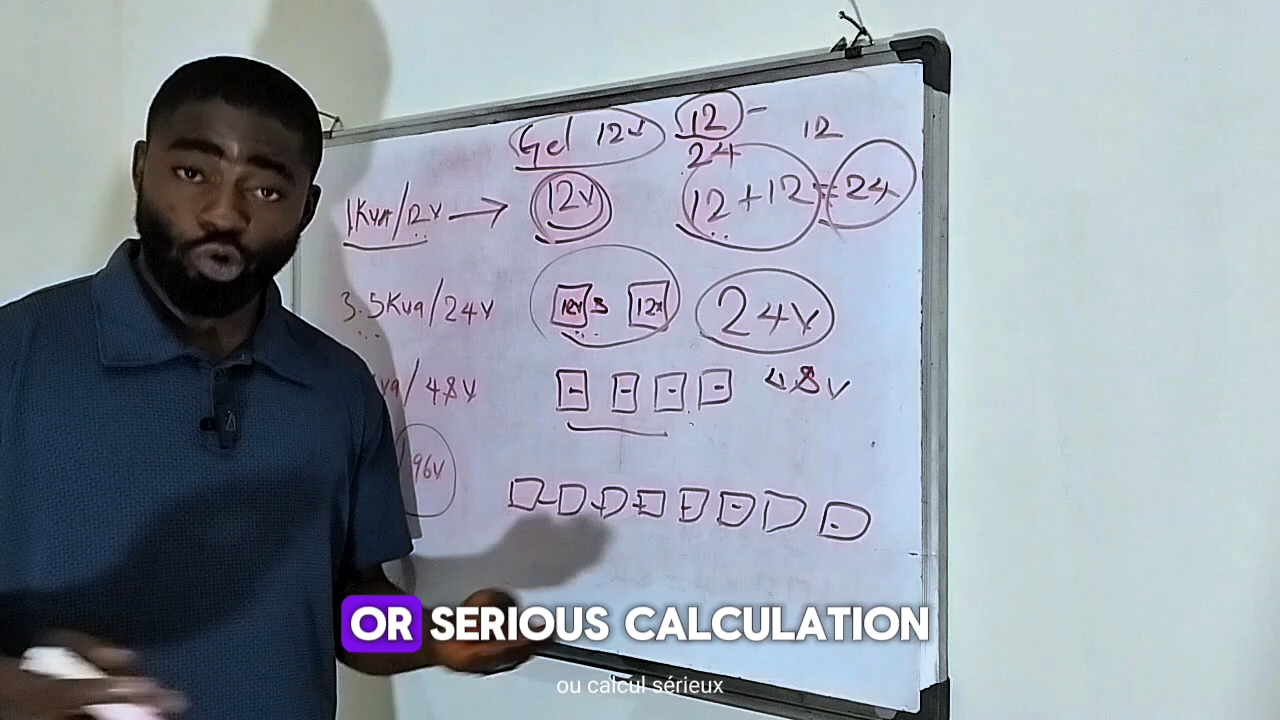 Gel 12v
12
24
12
1Kva/12v → 12v
12 + 12 = 24
3.5Kva/24v
12v
12v
24v
va/48v
48v
96v
OR SERIOUS CALCULATION
ou calcul sérieux